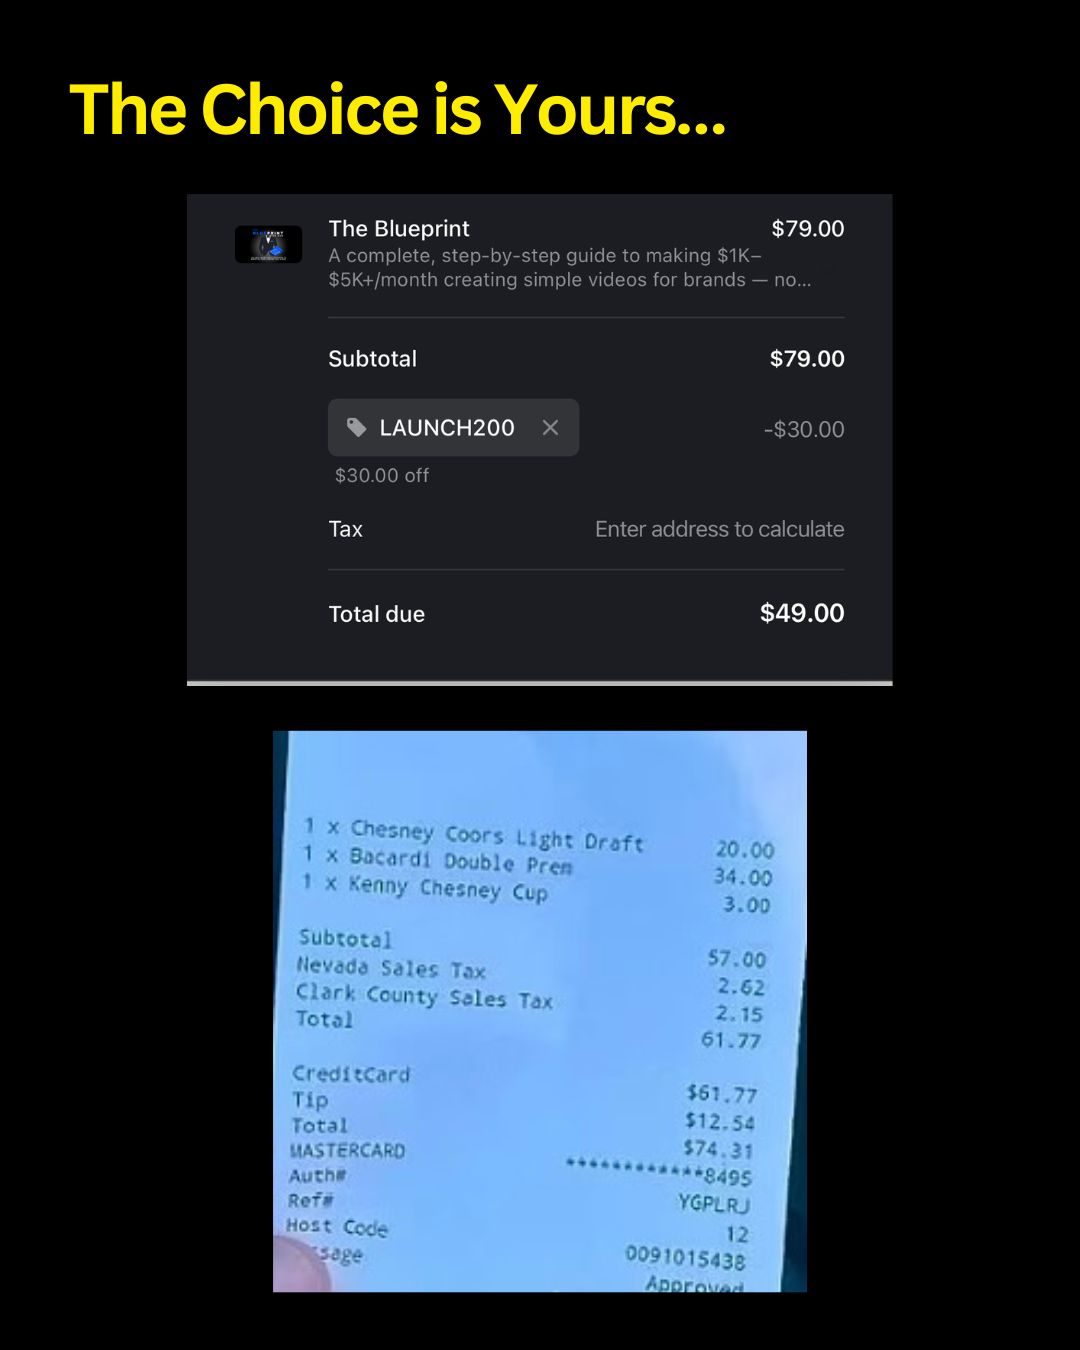 The Choice is Yours...
The Blueprint $79.00
A complete, step-by-step guide to making $1K–
$5K+/month creating simple videos for brands — no...
Subtotal $79.00
LAUNCH200 -$30.00
$30.00 off
Tax Enter address to calculate
Total due $49.00
1 x Chesney Coors Light Draft 20.00
1 x Bacardi Double Prem 34.00
1 x Kenny Chesney Cup 3.00
Subtotal 57.00
Nevada Sales Tax 2.62
Clark County Sales Tax 2.15
Total 61.77
CreditCard $61.77
Tip $12.54
Total $74.31
MASTERCARD ************8495
Auth# YGPLRJ
Ref# 12
Host Code 0091015438
Approved